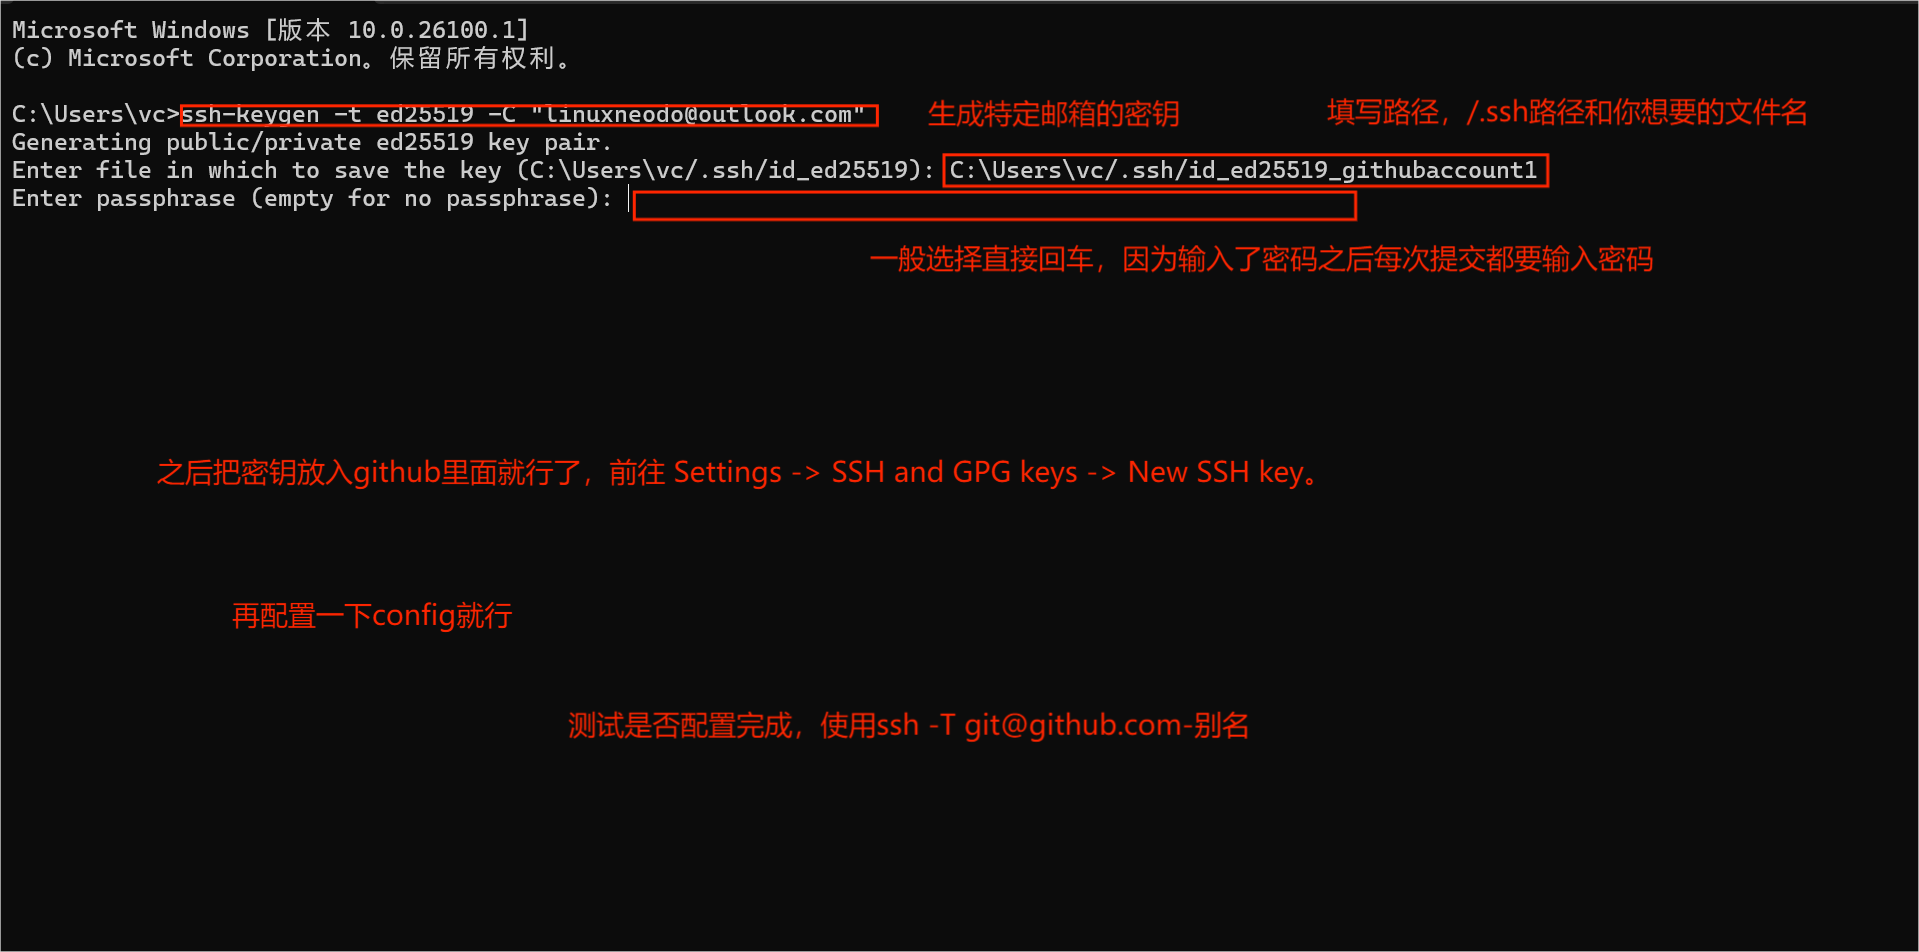 Microsoft Windows [版本 10.0.26100.1]
(c) Microsoft Corporation。保留所有权利。
C:\Users\vc>ssh-keygen -t ed25519 -C "linuxneodo@outlook.com"
生成特定邮箱的密钥
填写路径，/.ssh路径和你想要的文件名
Generating public/private ed25519 key pair.
Enter file in which to save the key (C:\Users\vc/.ssh/id_ed25519): C:\Users\vc/.ssh/id_ed25519_githubaccount1
Enter passphrase (empty for no passphrase):
一般选择直接回车，因为输入了密码之后每次提交都要输入密码
之后把密钥放入github里面就行了，前往 Settings -> SSH and GPG keys -> New SSH key。
再配置一下config就行
测试是否配置完成，使用ssh -T git@github.com-别名